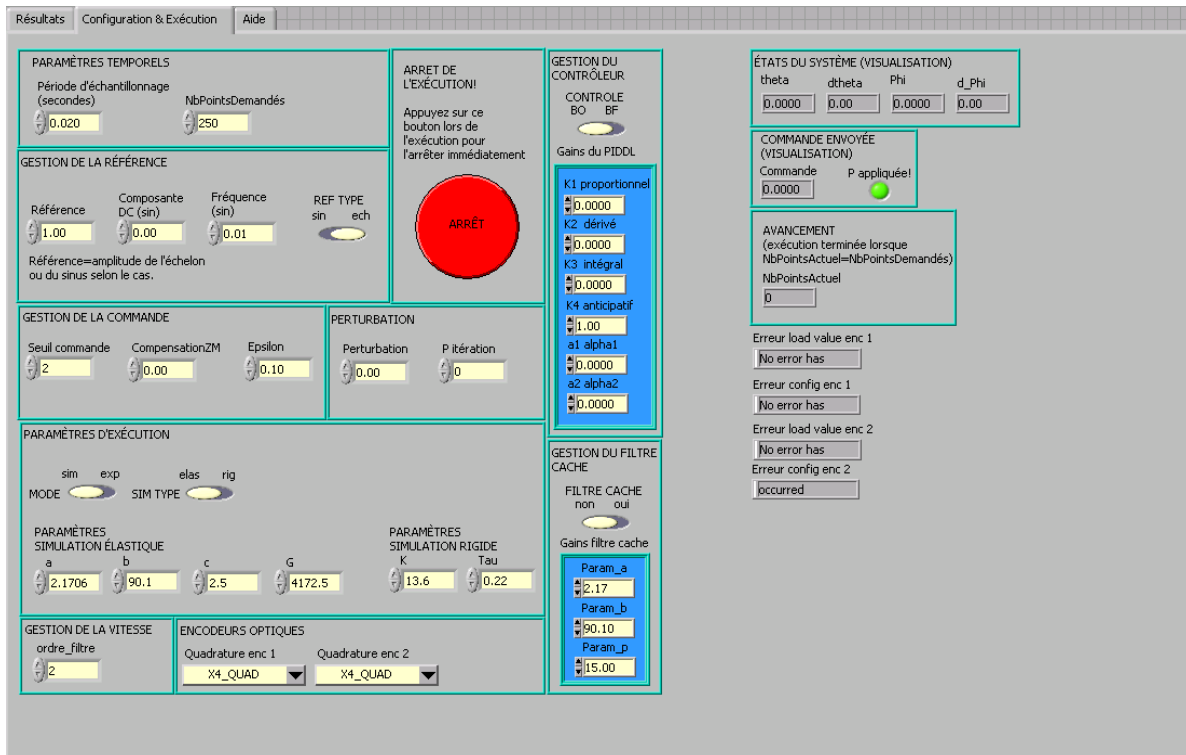 Résultats
Configuration & Exécution
Aide
PARAMÈTRES TEMPORELS
Période d'échantillonnage
(secondes)
NbPointsDemandés
0.020
250
GESTION DE LA RÉFÉRENCE
Référence
Composante
DC (sin)
Fréquence
(sin)
REF TYPE
sin ech
1.00
0.00
0.01
Référence=amplitude de l'échelon
ou du sinus selon le cas.
ARRET DE
L'EXÉCUTION!
Appuyez sur ce
bouton lors de
l'exécution pour
l'arrêter immédiatement
ARRÊT
GESTION DE LA COMMANDE
Seuil commande
CompensationZM
Epsilon
2
0.00
0.10
PERTURBATION
Perturbation
P itération
0.00
0
PARAMÈTRES D'EXÉCUTION
sim exp
MODE
elas rig
SIM TYPE
PARAMÈTRES
SIMULATION ÉLASTIQUE
a
b
c
G
2.1706
90.1
2.5
4172.5
PARAMÈTRES
SIMULATION RIGIDE
K
Tau
13.6
0.22
GESTION DE LA VITESSE
ordre_filtre
2
ENCODEURS OPTIQUES
Quadrature enc 1
Quadrature enc 2
X4_QUAD
X4_QUAD
GESTION DU
CONTRÔLEUR
CONTROLE
BO BF
Gains du PIDDL
K1 proportionnel
0.0000
K2 dérivé
0.0000
K3 intégral
0.0000
K4 anticipatif
1.00
a1 alpha1
0.0000
a2 alpha2
0.0000
GESTION DU FILTRE
CACHE
FILTRE CACHE
non oui
Gains filtre cache
Param_a
2.17
Param_b
90.10
Param_p
15.00
ÉTATS DU SYSTÈME (VISUALISATION)
theta
dtheta
Phi
d_Phi
0.0000
0.00
0.0000
0.00
COMMANDE ENVOYÉE
(VISUALISATION)
Commande
P appliquée!
0.0000
AVANCEMENT
(exécution terminée lorsque
NbPointsActuel=NbPointsDemandés)
NbPointsActuel
0
Erreur load value enc 1
No error has
Erreur config enc 1
No error has
Erreur load value enc 2
No error has
Erreur config enc 2
occurred